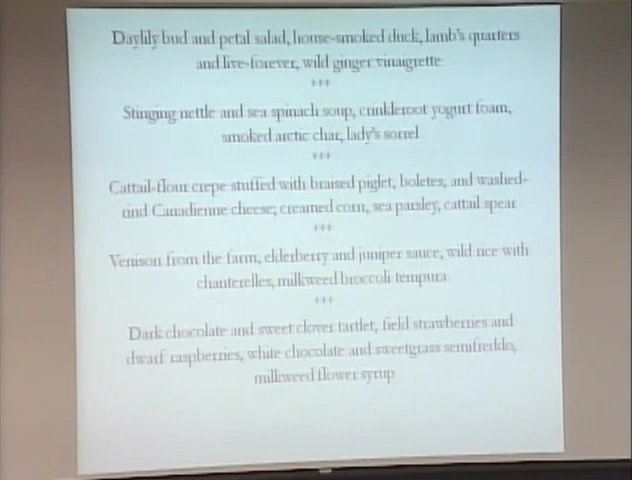 Daylily bud and petal salad, house-smoked duck, lamb's quarters
and live-forever, wild ginger vinaigrette
+++
Stinging nettle and sea spinach soup, crinkleroot yogurt foam,
smoked arctic char, lady's sorrel
+++
Cattail-flour crepe stuffed with braised piglet, boletes, and washed-
rind Canadienne cheese; creamed corn, sea parsley, cattail spear
+++
Venison from the farm, elderberry and juniper sauce, wild rice with
chanterelles, milkweed broccoli tempura
+++
Dark chocolate and sweet clover tartlet, field strawberries and
dwarf raspberries, white chocolate and sweetgrass semifreddo,
milkweed flower syrup